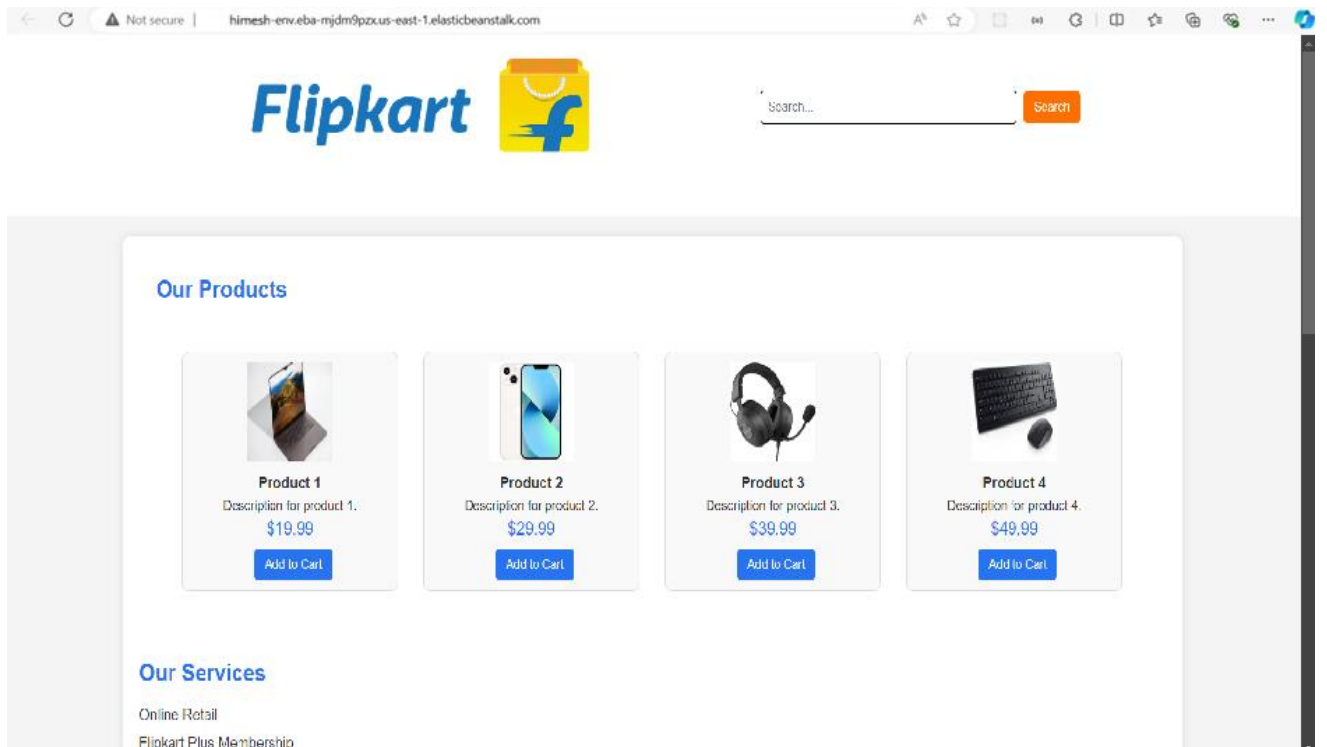 Not secure
himesh-env.eba-mjdm9pzx.us-east-1.elasticbeanstalk.com
Flipkart
Search...
Search
Our Products
Product 1
Description for product 1.
$19.99
Add to Cart
Product 2
Description for product 2.
$29.99
Add to Cart
Product 3
Description for product 3.
$39.99
Add to Cart
Product 4
Description for product 4.
$49.99
Add to Cart
Our Services
Online Retail
Flipkart Plus Membership